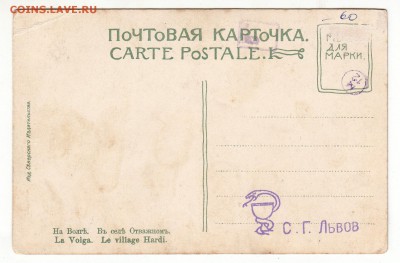 COINS.LAVE.RU
60
ПОЧТОВАЯ КАРТОЧКА.
CARTE POSTALE.
ДЛЯ
МАРКИ.
На Волгѣ. Въ селѣ Отважномъ.
La Volga. Le village Hardi.
С.Г. ЛЬВОВ